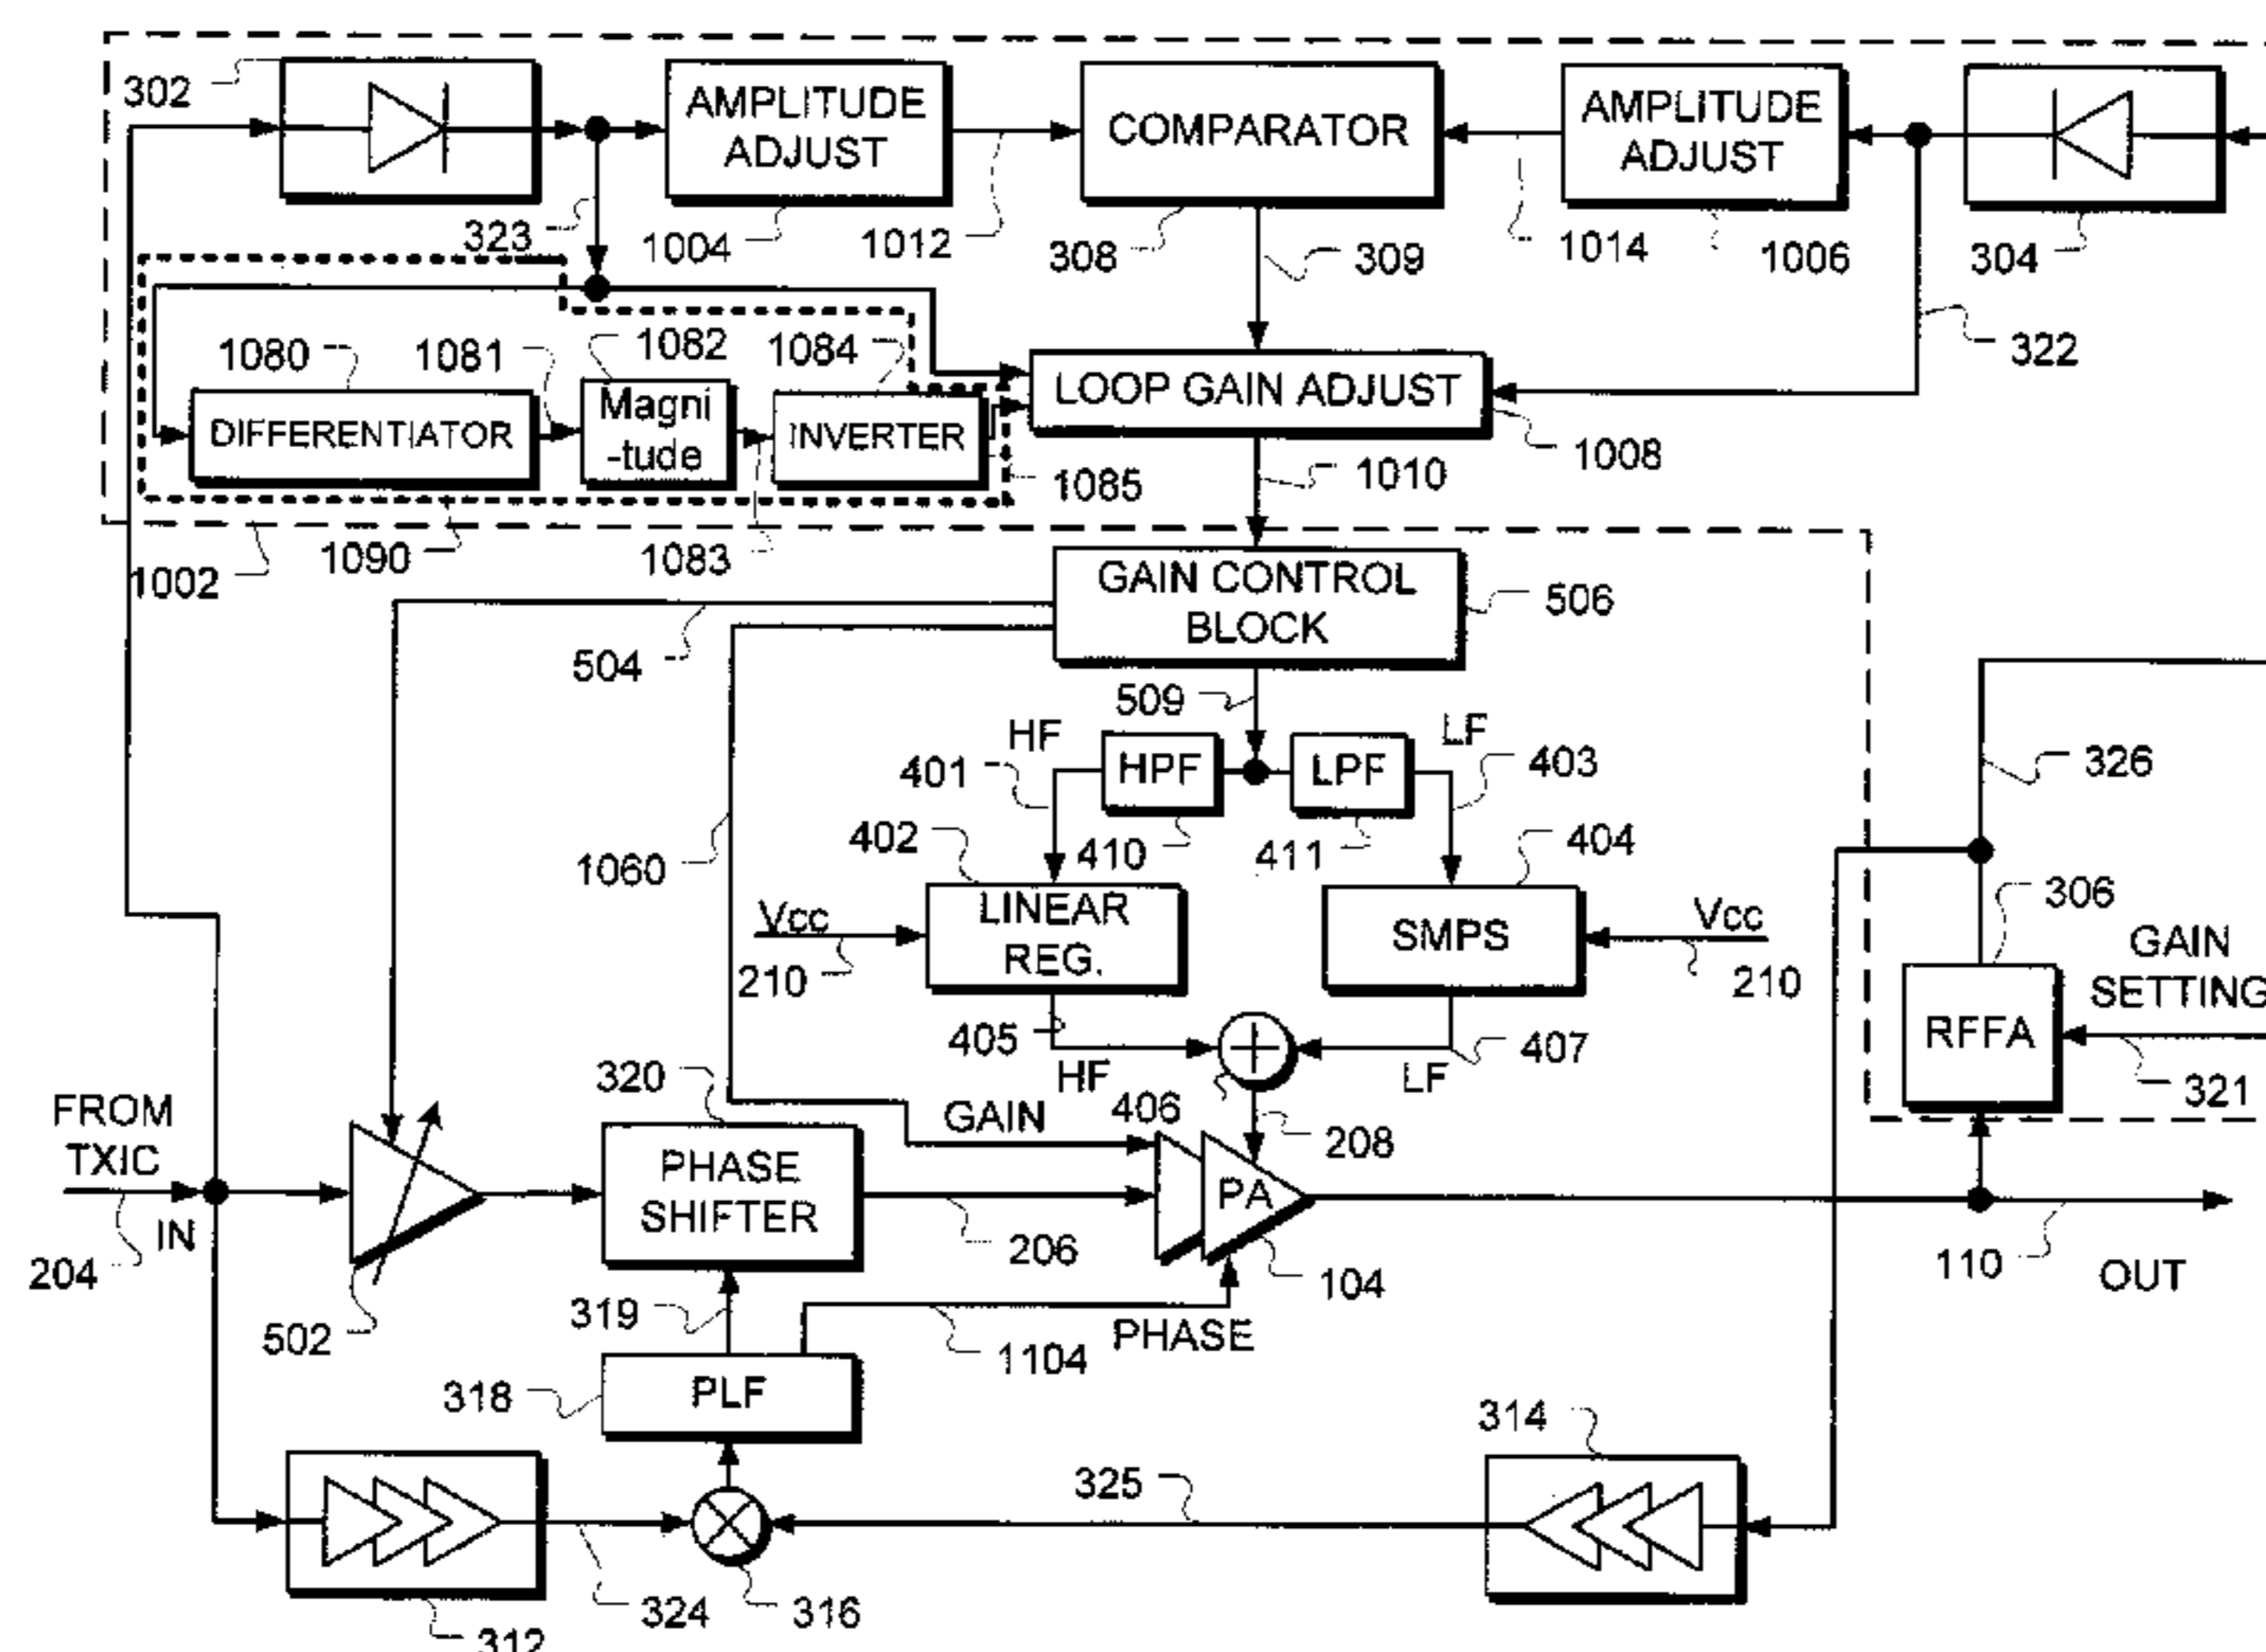 302
AMPLITUDE
ADJUST
COMPARATOR
AMPLITUDE
ADJUST
323
1004
1012
308
309
1014
1006
304
1080
1081
1082
1084
322
LOOP GAIN ADJUST
DIFFERENTIATOR
Magni
-tude
INVERTER
1085
1010
1008
1002
1090
1083
GAIN CONTROL
BLOCK
506
504
509
HF
LF
401
HPF
LPF
403
326
402
410
411
404
1060
306
Vcc
LINEAR
REG.
SMPS
Vcc
GAIN
SETTING
210
210
RFFA
405
HF
LF
407
321
320
406
FROM
TXIC
GAIN
208
PHASE
SHIFTER
PA
IN
206
204
104
110
OUT
319
502
PHASE
1104
318
PLF
314
325
324
316
312